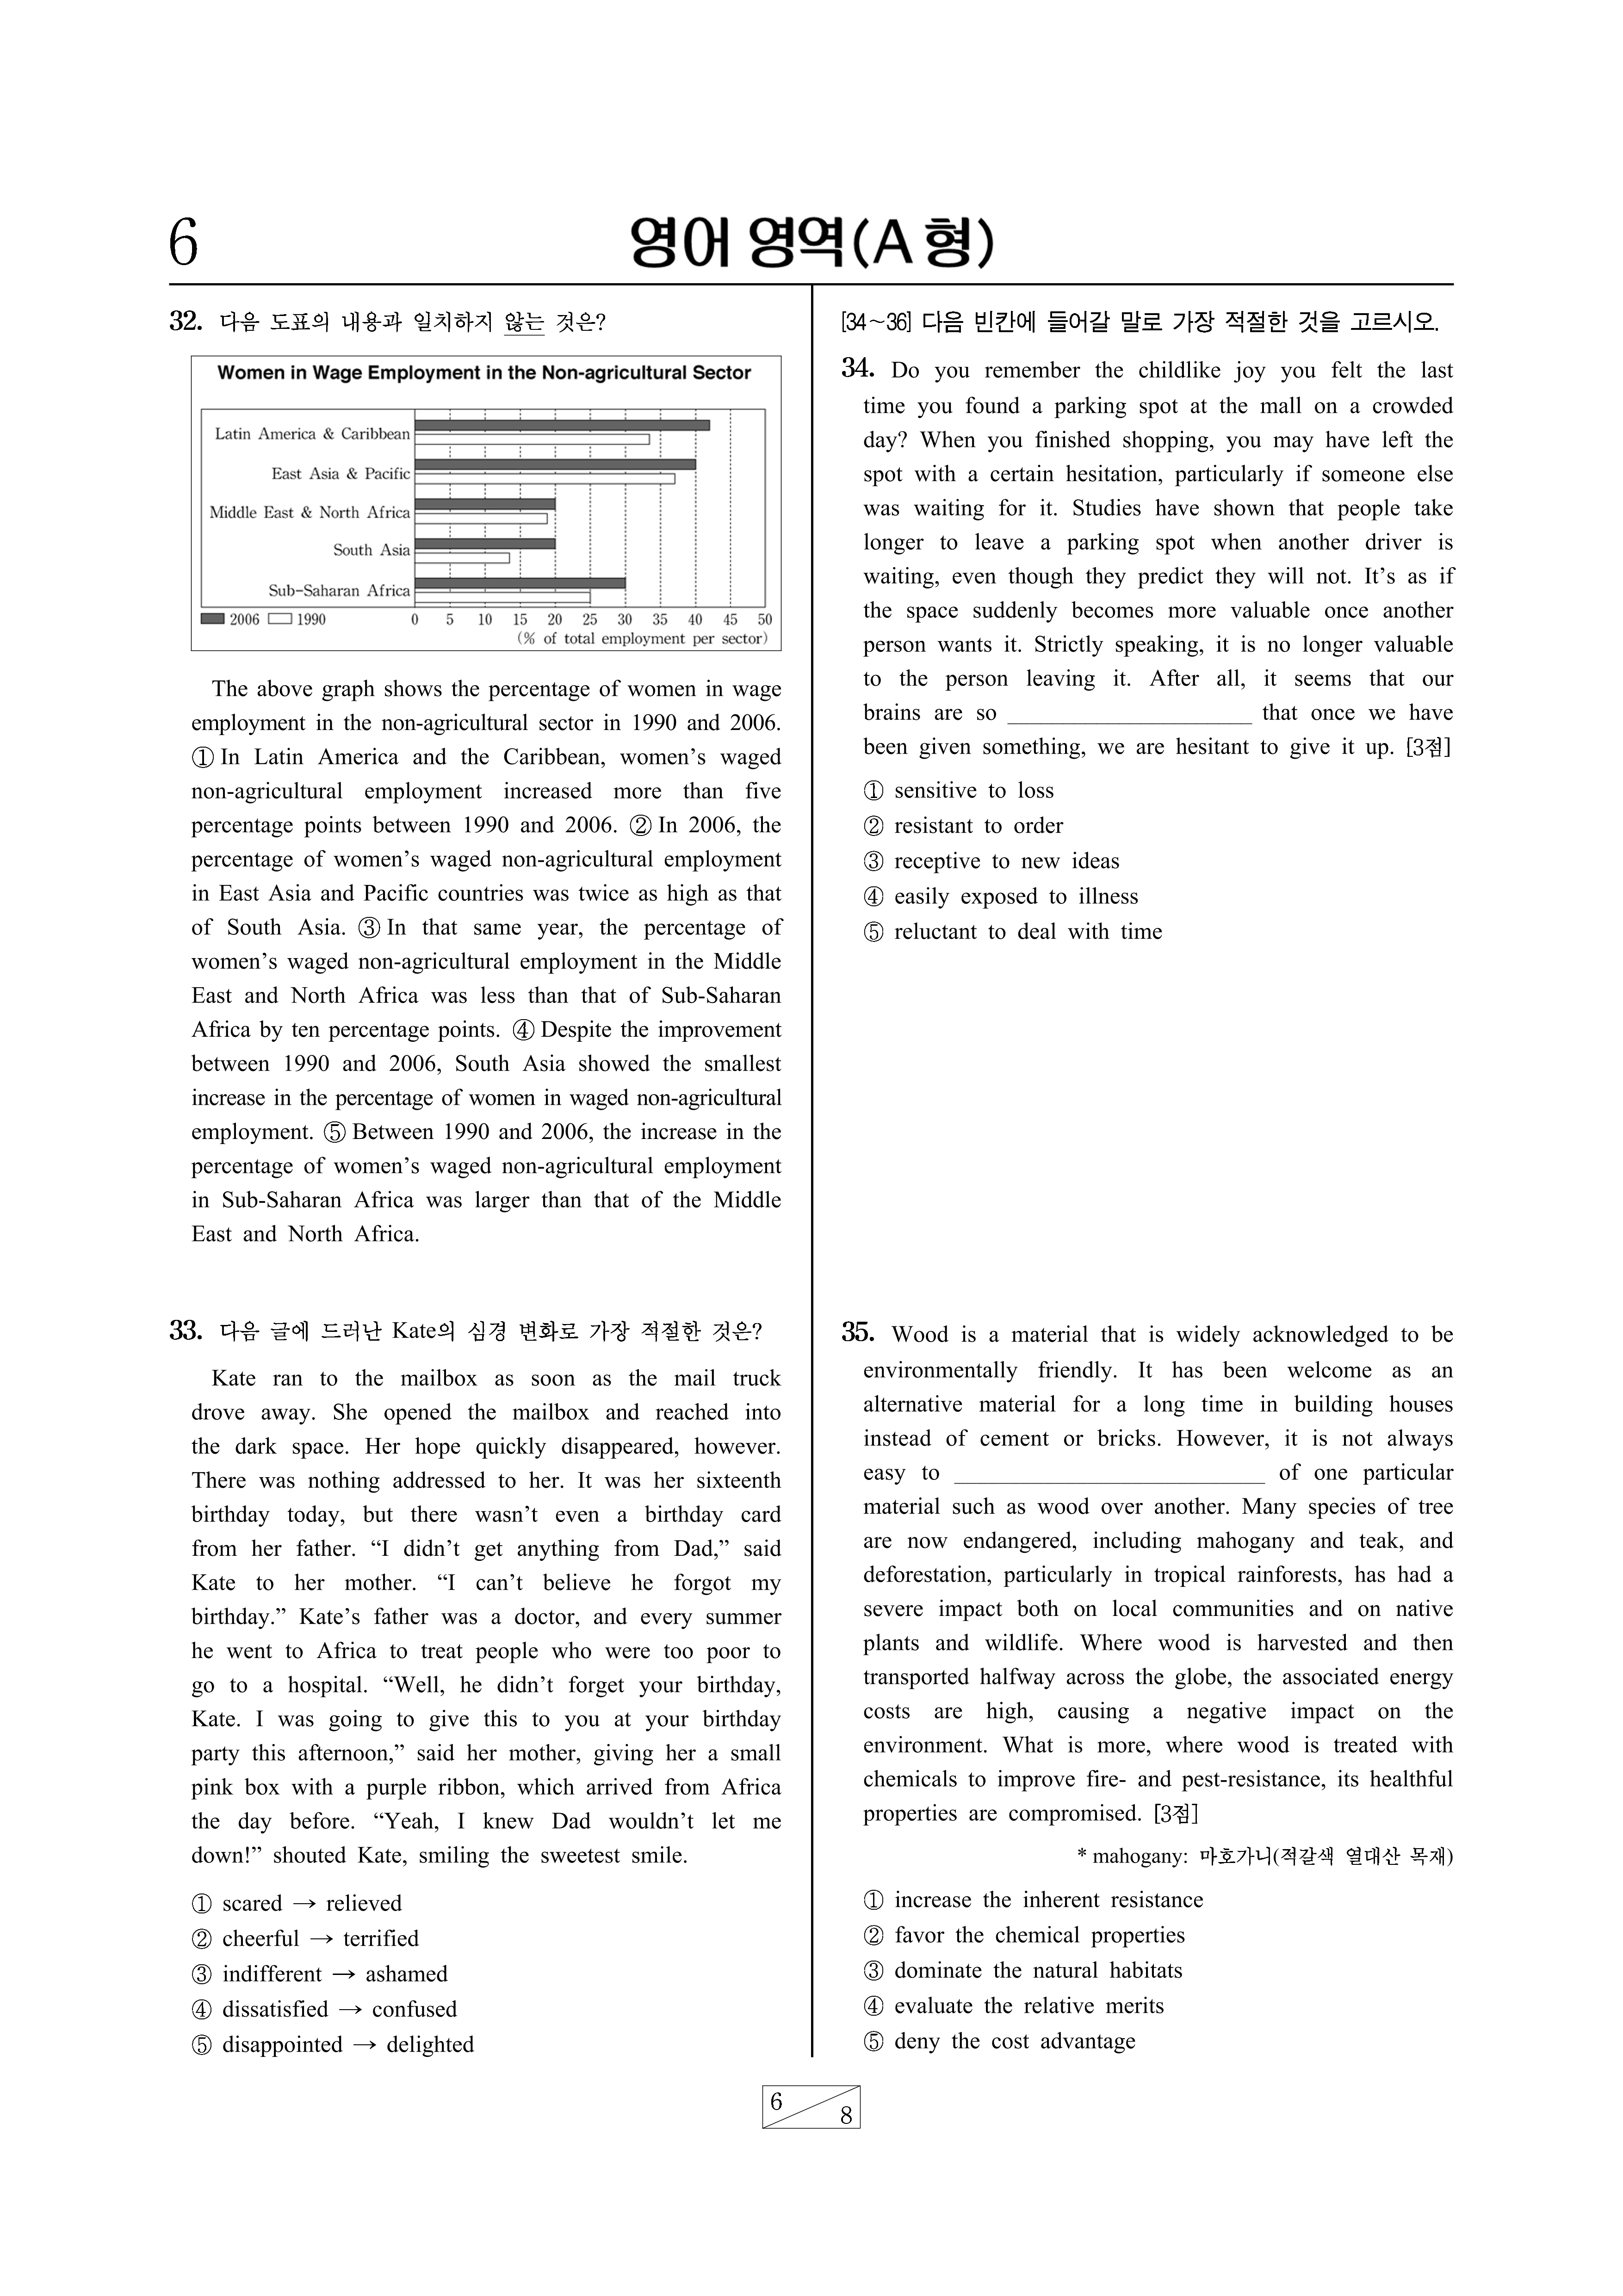 6
영어 영역(A형)
32. 다음 도표의 내용과 일치하지 않는 것은?
Women in Wage Employment in the Non-agricultural Sector
Latin America & Caribbean
East Asia & Pacific
Middle East & North Africa
South Asia
Sub-Saharan Africa
2006 1990 0 5 10 15 20 25 30 35 40 45 50
(% of total employment per sector)
The above graph shows the percentage of women in wage
employment in the non-agricultural sector in 1990 and 2006.
① In Latin America and the Caribbean, women's waged
non-agricultural employment increased more than five
percentage points between 1990 and 2006. ② In 2006, the
percentage of women's waged non-agricultural employment
in East Asia and Pacific countries was twice as high as that
of South Asia. ③ In that same year, the percentage of
women's waged non-agricultural employment in the Middle
East and North Africa was less than that of Sub-Saharan
Africa by ten percentage points. ④ Despite the improvement
between 1990 and 2006, South Asia showed the smallest
increase in the percentage of women in waged non-agricultural
employment. ⑤ Between 1990 and 2006, the increase in the
percentage of women's waged non-agricultural employment
in Sub-Saharan Africa was larger than that of the Middle
East and North Africa.
33. 다음 글에 드러난 Kate의 심경 변화로 가장 적절한 것은?
Kate ran to the mailbox as soon as the mail truck
drove away. She opened the mailbox and reached into
the dark space. Her hope quickly disappeared, however.
There was nothing addressed to her. It was her sixteenth
birthday today, but there wasn't even a birthday card
from her father. “I didn't get anything from Dad,” said
Kate to her mother. “I can't believe he forgot my
birthday.” Kate's father was a doctor, and every summer
he went to Africa to treat people who were too poor to
go to a hospital. “Well, he didn't forget your birthday,
Kate. I was going to give this to you at your birthday
party this afternoon,” said her mother, giving her a small
pink box with a purple ribbon, which arrived from Africa
the day before. “Yeah, I knew Dad wouldn't let me
down!” shouted Kate, smiling the sweetest smile.
① scared → relieved
② cheerful → terrified
③ indifferent → ashamed
④ dissatisfied → confused
⑤ disappointed → delighted
[34~36] 다음 빈칸에 들어갈 말로 가장 적절한 것을 고르시오.
34. Do you remember the childlike joy you felt the last
time you found a parking spot at the mall on a crowded
day? When you finished shopping, you may have left the
spot with a certain hesitation, particularly if someone else
was waiting for it. Studies have shown that people take
longer to leave a parking spot when another driver is
waiting, even though they predict they will not. It's as if
the space suddenly becomes more valuable once another
person wants it. Strictly speaking, it is no longer valuable
to the person leaving it. After all, it seems that our
brains are so ____________________ that once we have
been given something, we are hesitant to give it up. [3점]
① sensitive to loss
② resistant to order
③ receptive to new ideas
④ easily exposed to illness
⑤ reluctant to deal with time
35. Wood is a material that is widely acknowledged to be
environmentally friendly. It has been welcome as an
alternative material for a long time in building houses
instead of cement or bricks. However, it is not always
easy to _________________________ of one particular
material such as wood over another. Many species of tree
are now endangered, including mahogany and teak, and
deforestation, particularly in tropical rainforests, has had a
severe impact both on local communities and on native
plants and wildlife. Where wood is harvested and then
transported halfway across the globe, the associated energy
costs are high, causing a negative impact on the
environment. What is more, where wood is treated with
chemicals to improve fire- and pest-resistance, its healthful
properties are compromised. [3점]
* mahogany: 마호가니(적갈색 열대산 목재)
① increase the inherent resistance
② favor the chemical properties
③ dominate the natural habitats
④ evaluate the relative merits
⑤ deny the cost advantage
6
8